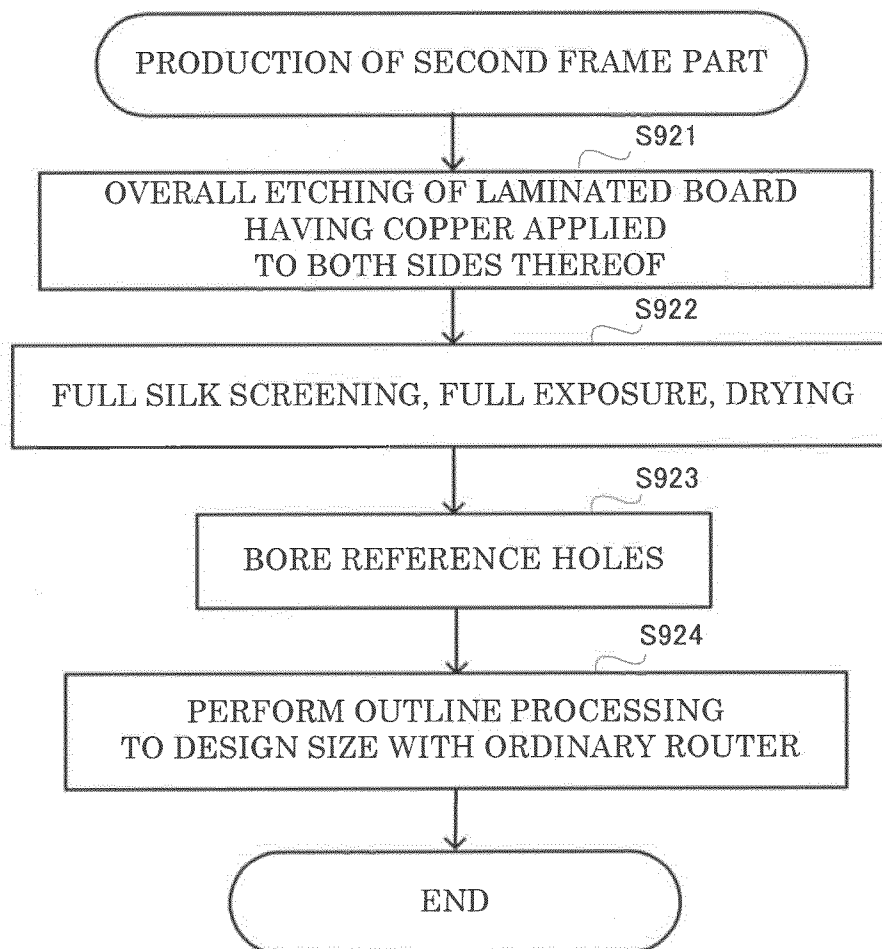 PRODUCTION OF SECOND FRAME PART
S921
OVERALL ETCHING OF LAMINATED BOARD
HAVING COPPER APPLIED
TO BOTH SIDES THEREOF
S922
FULL SILK SCREENING, FULL EXPOSURE, DRYING
S923
BORE REFERENCE HOLES
S924
PERFORM OUTLINE PROCESSING
TO DESIGN SIZE WITH ORDINARY ROUTER
END